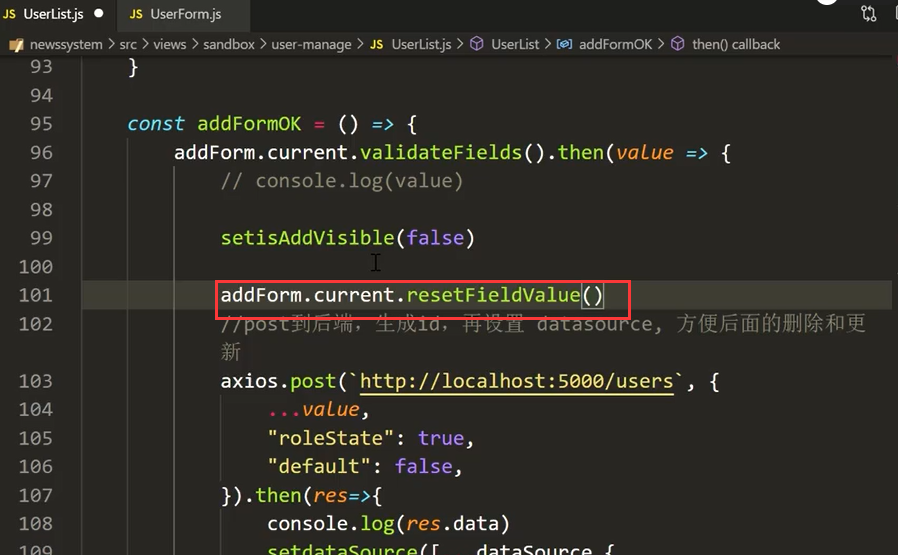 JS UserList.js ● JS UserForm.js
newssystem > src > views > sandbox > user-manage > JS UserList.js > UserList > addFormOK > then() callback
93 }
94
95 const addFormOK = () => {
96 addForm.current.validateFields().then(value => {
97 // console.log(value)
98
99 setisAddVisible(false)
100
101 addForm.current.resetFieldValue()
102 //post到后端，生成id，再设置 datasource, 方便后面的删除和更
新
103 axios.post(`http://localhost:5000/users`, {
104 ...value,
105 "roleState": true,
106 "default": false,
107 }).then(res=>{
108 console.log(res.data)
109 setdataSource([...dataSource,{